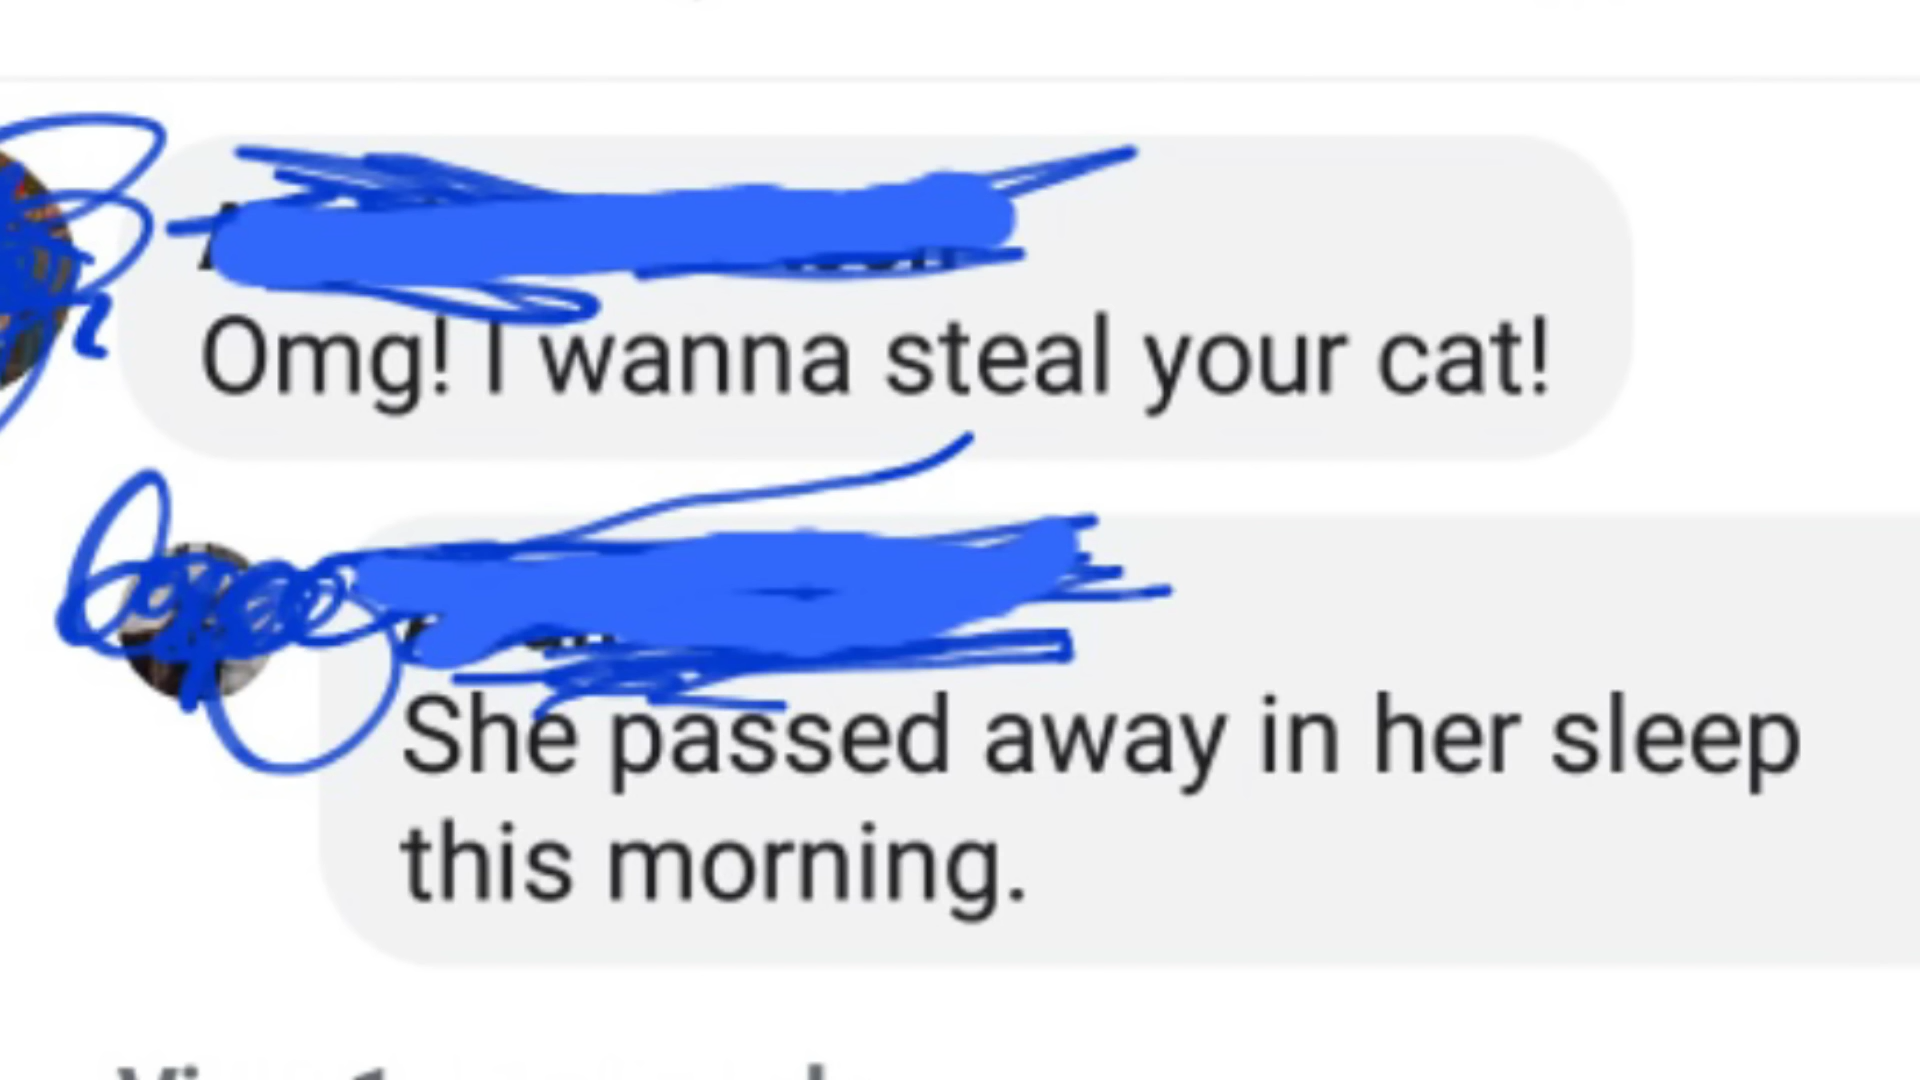 Omg! I wanna steal your cat!
She passed away in her sleep
this morning.